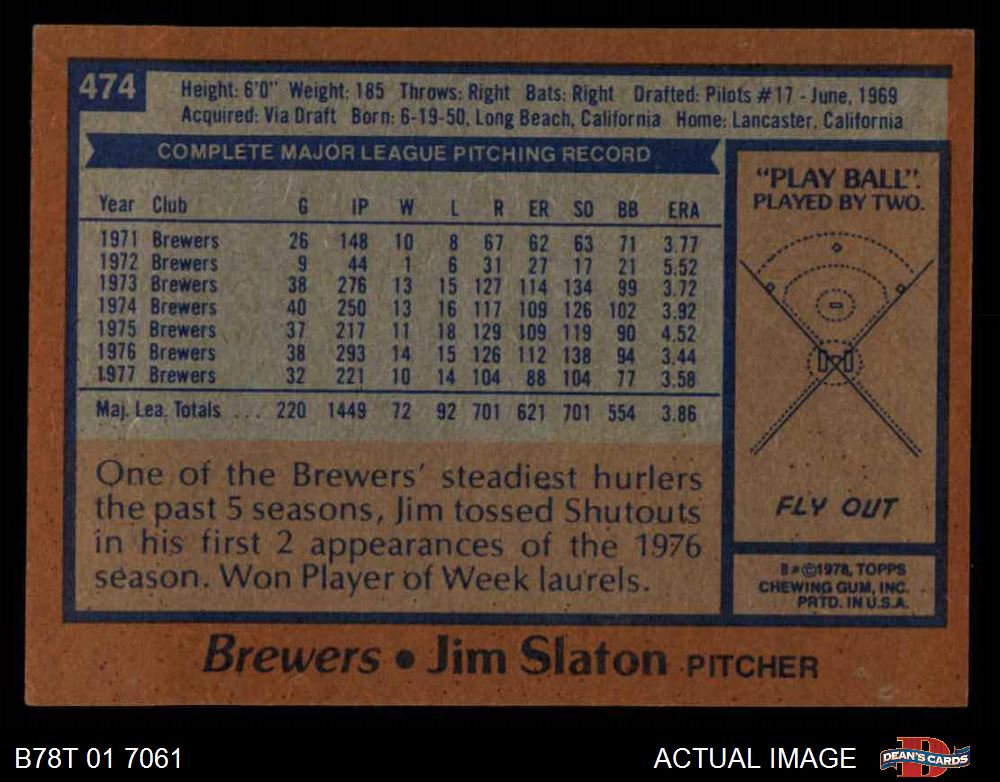 474
Height: 6'0" Weight: 185 Throws: Right Bats: Right Drafted: Pilots #17 - June, 1969
Acquired: Via Draft Born: 6-19-50, Long Beach, California Home: Lancaster, California
COMPLETE MAJOR LEAGUE PITCHING RECORD
Year Club G IP W L R ER SO BB ERA
1971 Brewers 26 148 10 8 67 62 63 71 3.77
1972 Brewers 9 44 1 6 31 27 17 21 5.52
1973 Brewers 38 276 13 15 127 114 134 99 3.72
1974 Brewers 40 250 13 16 117 109 126 102 3.92
1975 Brewers 37 217 11 18 129 109 119 90 4.52
1976 Brewers 38 293 14 15 126 112 138 94 3.44
1977 Brewers 32 221 10 14 104 88 104 77 3.58
Maj. Lea. Totals ... 220 1449 72 92 701 621 701 554 3.86
One of the Brewers' steadiest hurlers
the past 5 seasons, Jim tossed Shutouts
in his first 2 appearances of the 1976
season. Won Player of Week laurels.
"PLAY BALL".
PLAYED BY TWO.
FLY OUT
B*©1978, TOPPS
CHEWING GUM, INC.
PRTD. IN U.S.A.
Brewers • Jim Slaton PITCHER
B78T 01 7061
ACTUAL IMAGE
DEAN'S CARDS